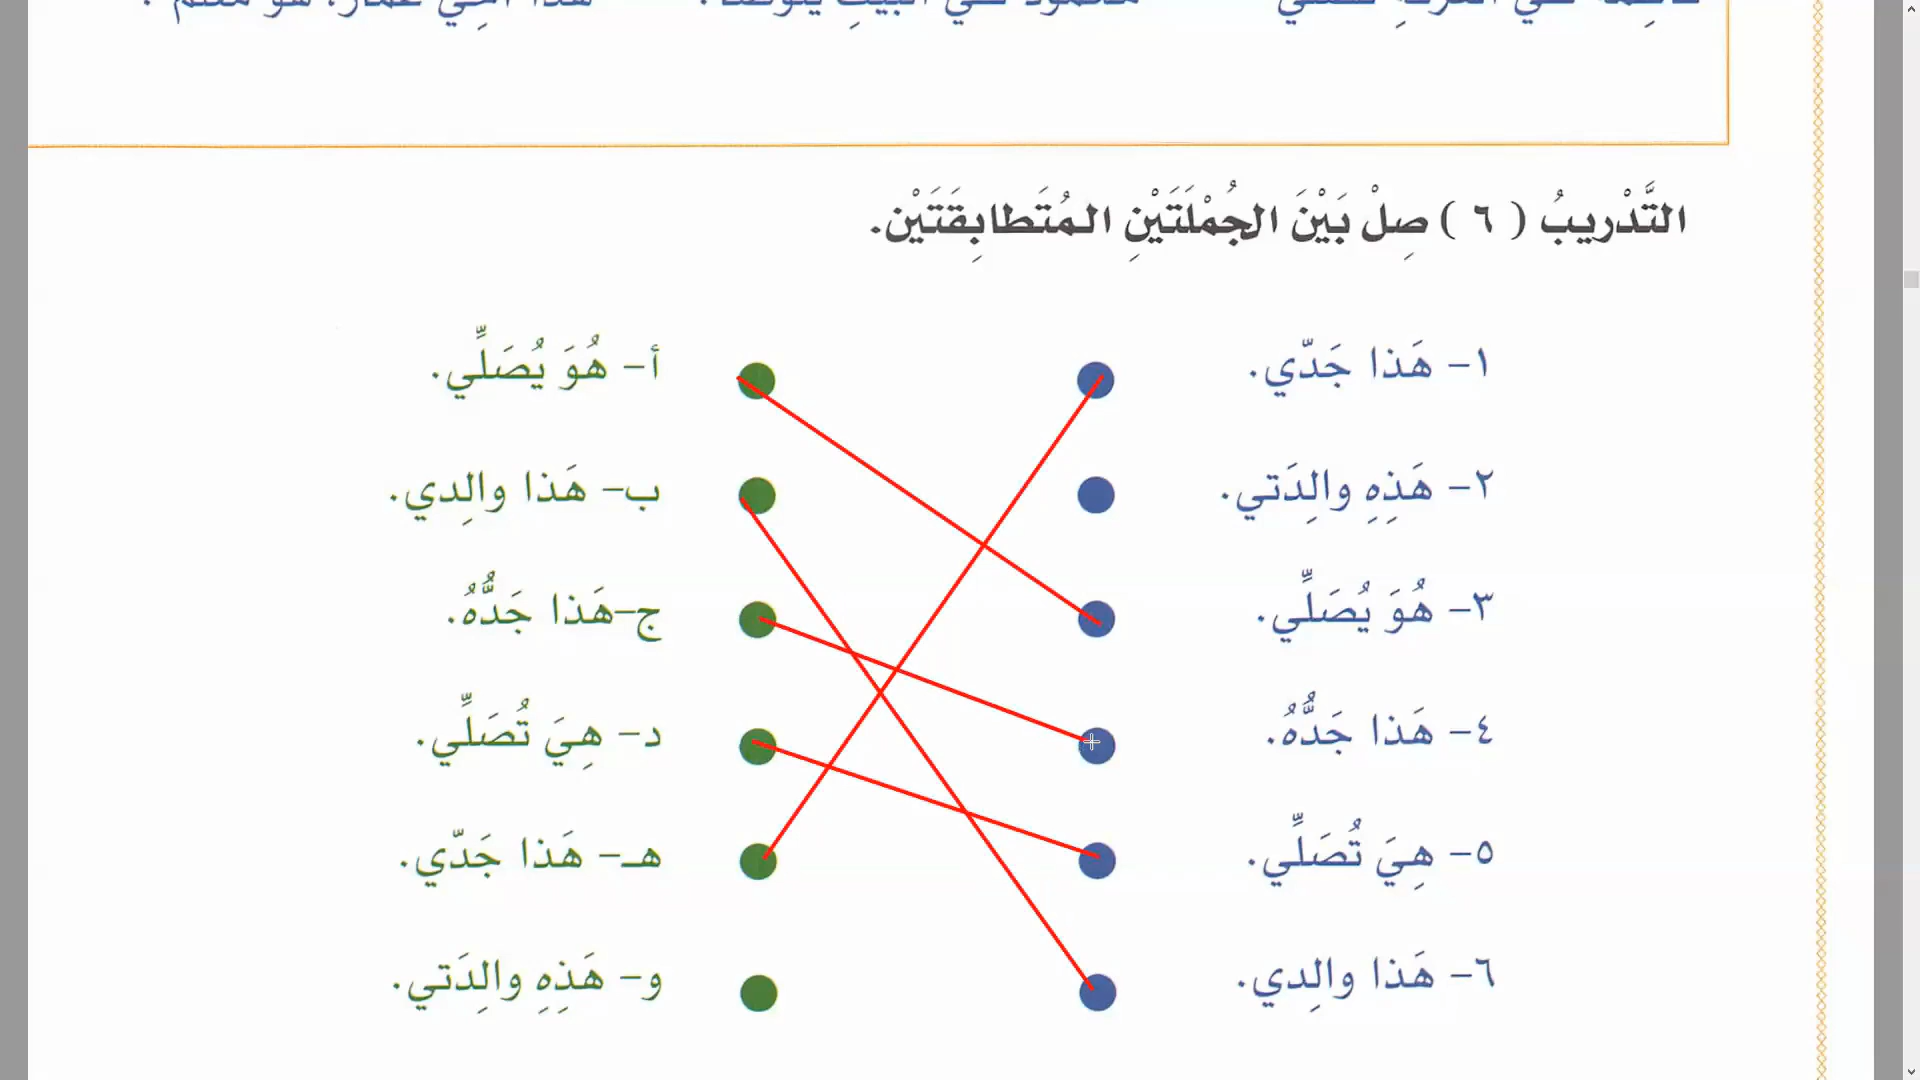 التَّدْرِيبُ ( ٦ ) صِلْ بَيْنَ الجُمْلَتَيْنِ المُتَطابِقَتَيْنِ.
١- هَذا جَدّي.
أ- هُوَ يُصَلِّي.
٢- هَذِهِ والِدَتي.
ب- هَذا والِدي.
٣- هُوَ يُصَلِّي.
ج-هَذا جَدُّهُ.
٤- هَذا جَدُّهُ.
د- هِيَ تُصَلِّي.
٥- هِيَ تُصَلِّي.
هـ- هَذا جَدّي.
٦- هَذا والِدي.
و- هَذِهِ والِدَتي.